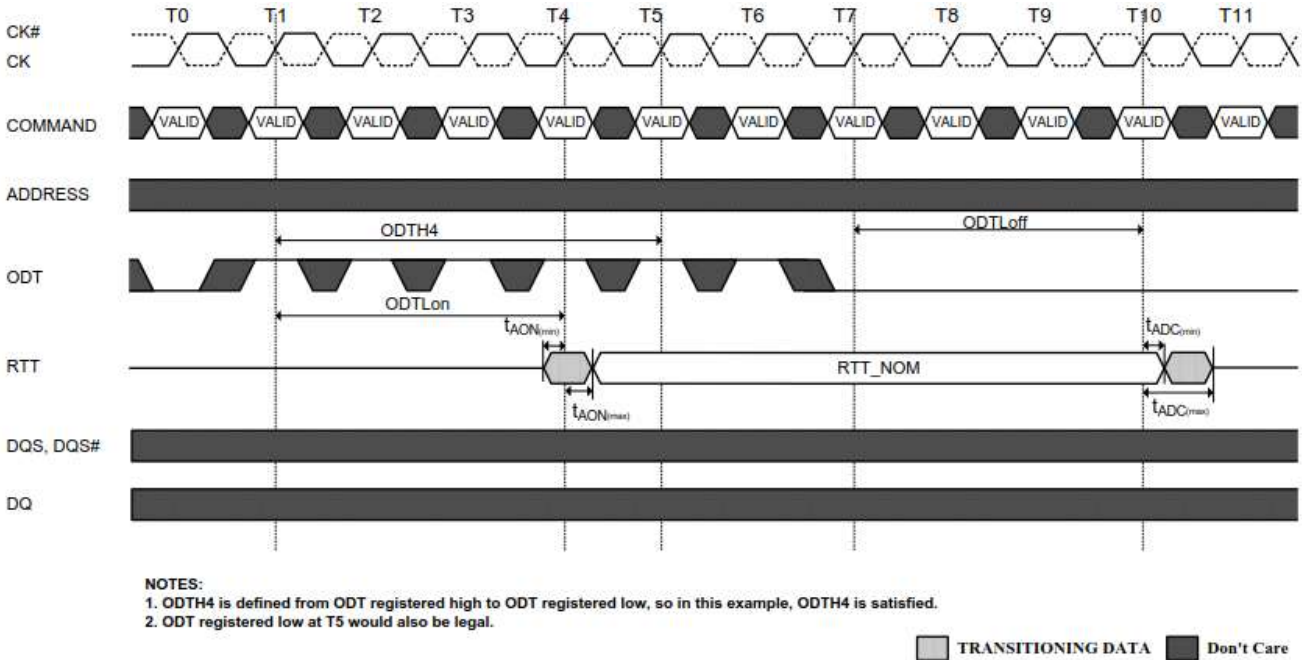 T0 T1 T2 T3 T4 T5 T6 T7 T8 T9 T10 T11
CK#
CK
COMMAND VALID VALID VALID VALID VALID VALID VALID VALID VALID VALID VALID VALID
ADDRESS
ODTH4 ODTLoff
ODT
ODTLon
tAON(min) tADC(min)
RTT RTT_NOM
tAON(max) tADC(max)
DQS, DQS#
DQ
NOTES:
1. ODTH4 is defined from ODT registered high to ODT registered low, so in this example, ODTH4 is satisfied.
2. ODT registered low at T5 would also be legal.
TRANSITIONING DATA Don't Care